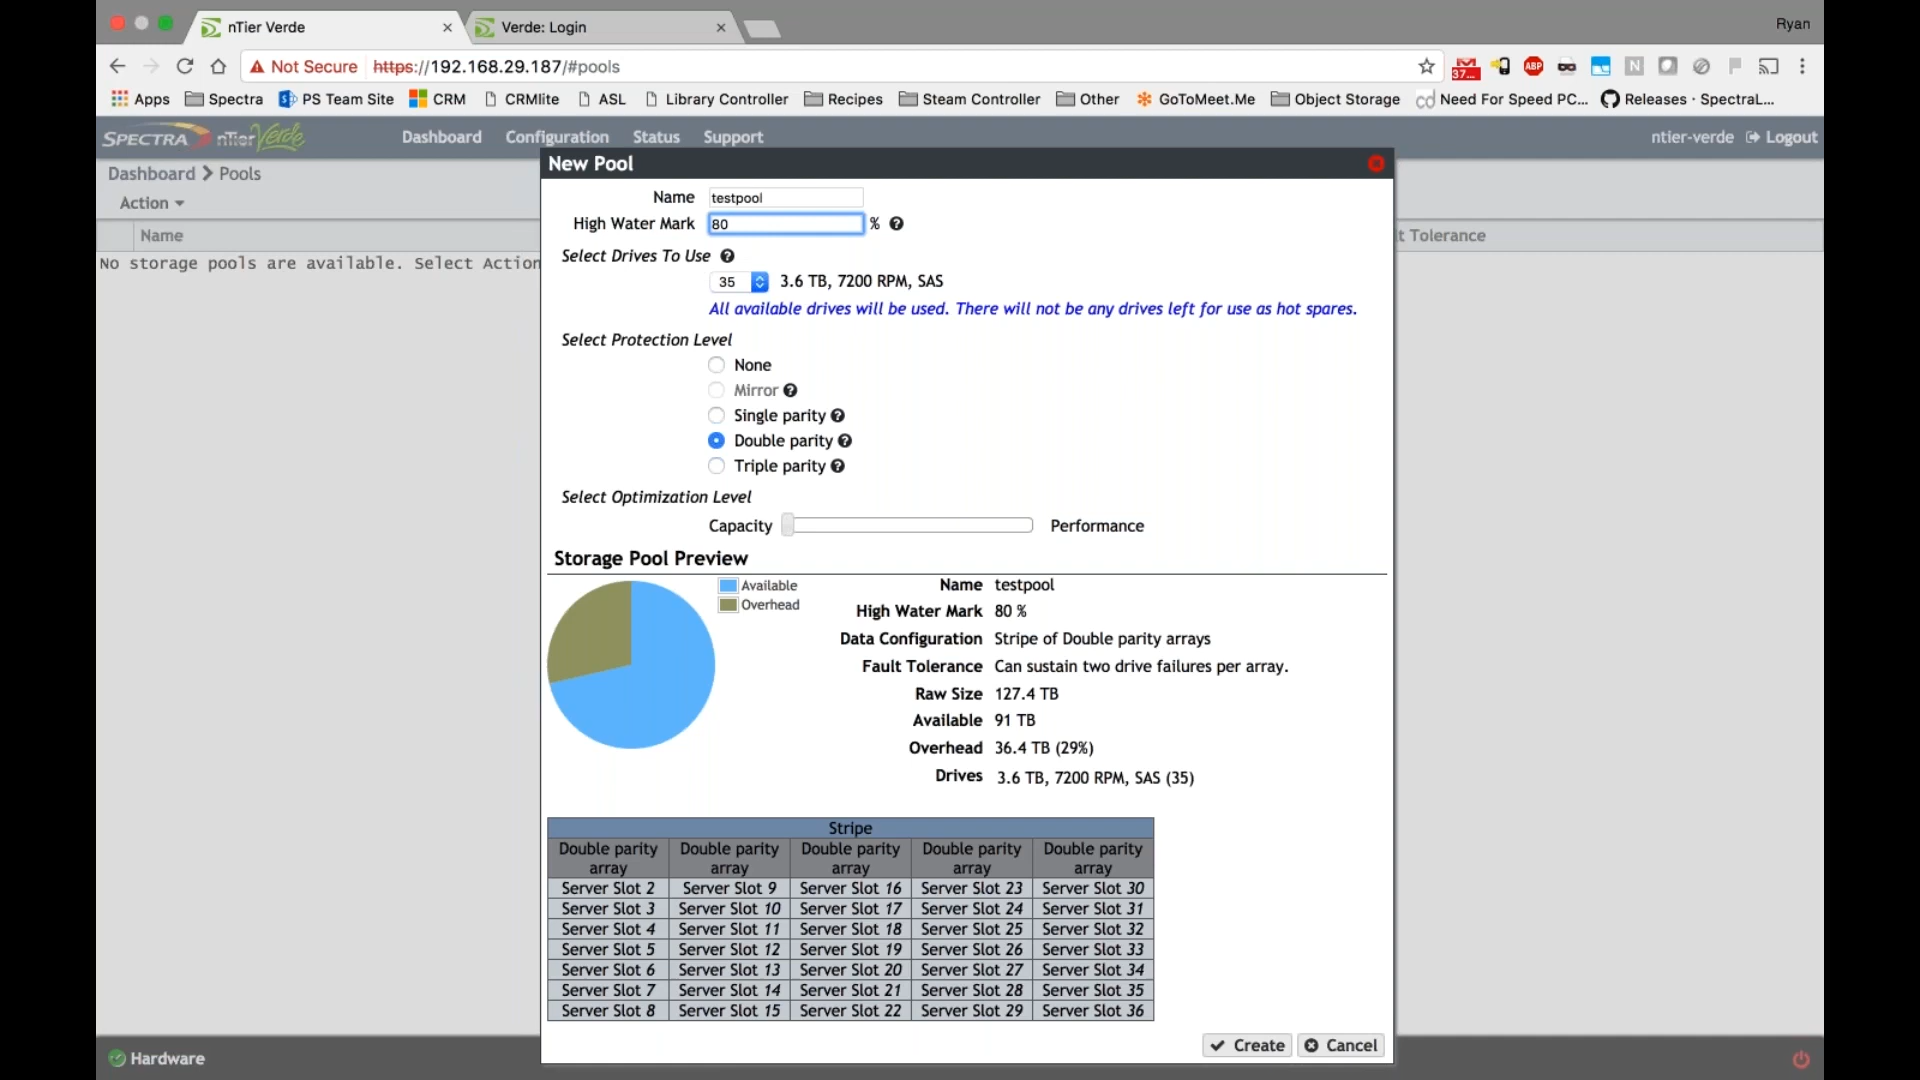 nTier Verde
Verde: Login
Ryan
Not Secure https://192.168.29.187/#pools
37...
ABP
N
Apps Spectra PS Team Site CRM CRMlite ASL Library Controller Recipes Steam Controller Other GoToMeet.Me Object Storage Need For Speed PC... Releases · SpectraL...
SPECTRA nTier Verde Dashboard Configuration Status Support ntier-verde Logout
Dashboard Pools
Action
Name
t Tolerance
No storage pools are available. Select Action
New Pool
Name testpool
High Water Mark 80 %
Select Drives To Use
35 3.6 TB, 7200 RPM, SAS
All available drives will be used. There will not be any drives left for use as hot spares.
Select Protection Level
None
Mirror
Single parity
Double parity
Triple parity
Select Optimization Level
Capacity Performance
Storage Pool Preview
Available
Overhead
Name testpool
High Water Mark 80 %
Data Configuration Stripe of Double parity arrays
Fault Tolerance Can sustain two drive failures per array.
Raw Size 127.4 TB
Available 91 TB
Overhead 36.4 TB (29%)
Drives 3.6 TB, 7200 RPM, SAS (35)
Stripe
Double parity array Double parity array Double parity array Double parity array Double parity array
Server Slot 2 Server Slot 9 Server Slot 16 Server Slot 23 Server Slot 30
Server Slot 3 Server Slot 10 Server Slot 17 Server Slot 24 Server Slot 31
Server Slot 4 Server Slot 11 Server Slot 18 Server Slot 25 Server Slot 32
Server Slot 5 Server Slot 12 Server Slot 19 Server Slot 26 Server Slot 33
Server Slot 6 Server Slot 13 Server Slot 20 Server Slot 27 Server Slot 34
Server Slot 7 Server Slot 14 Server Slot 21 Server Slot 28 Server Slot 35
Server Slot 8 Server Slot 15 Server Slot 22 Server Slot 29 Server Slot 36
Create Cancel
Hardware